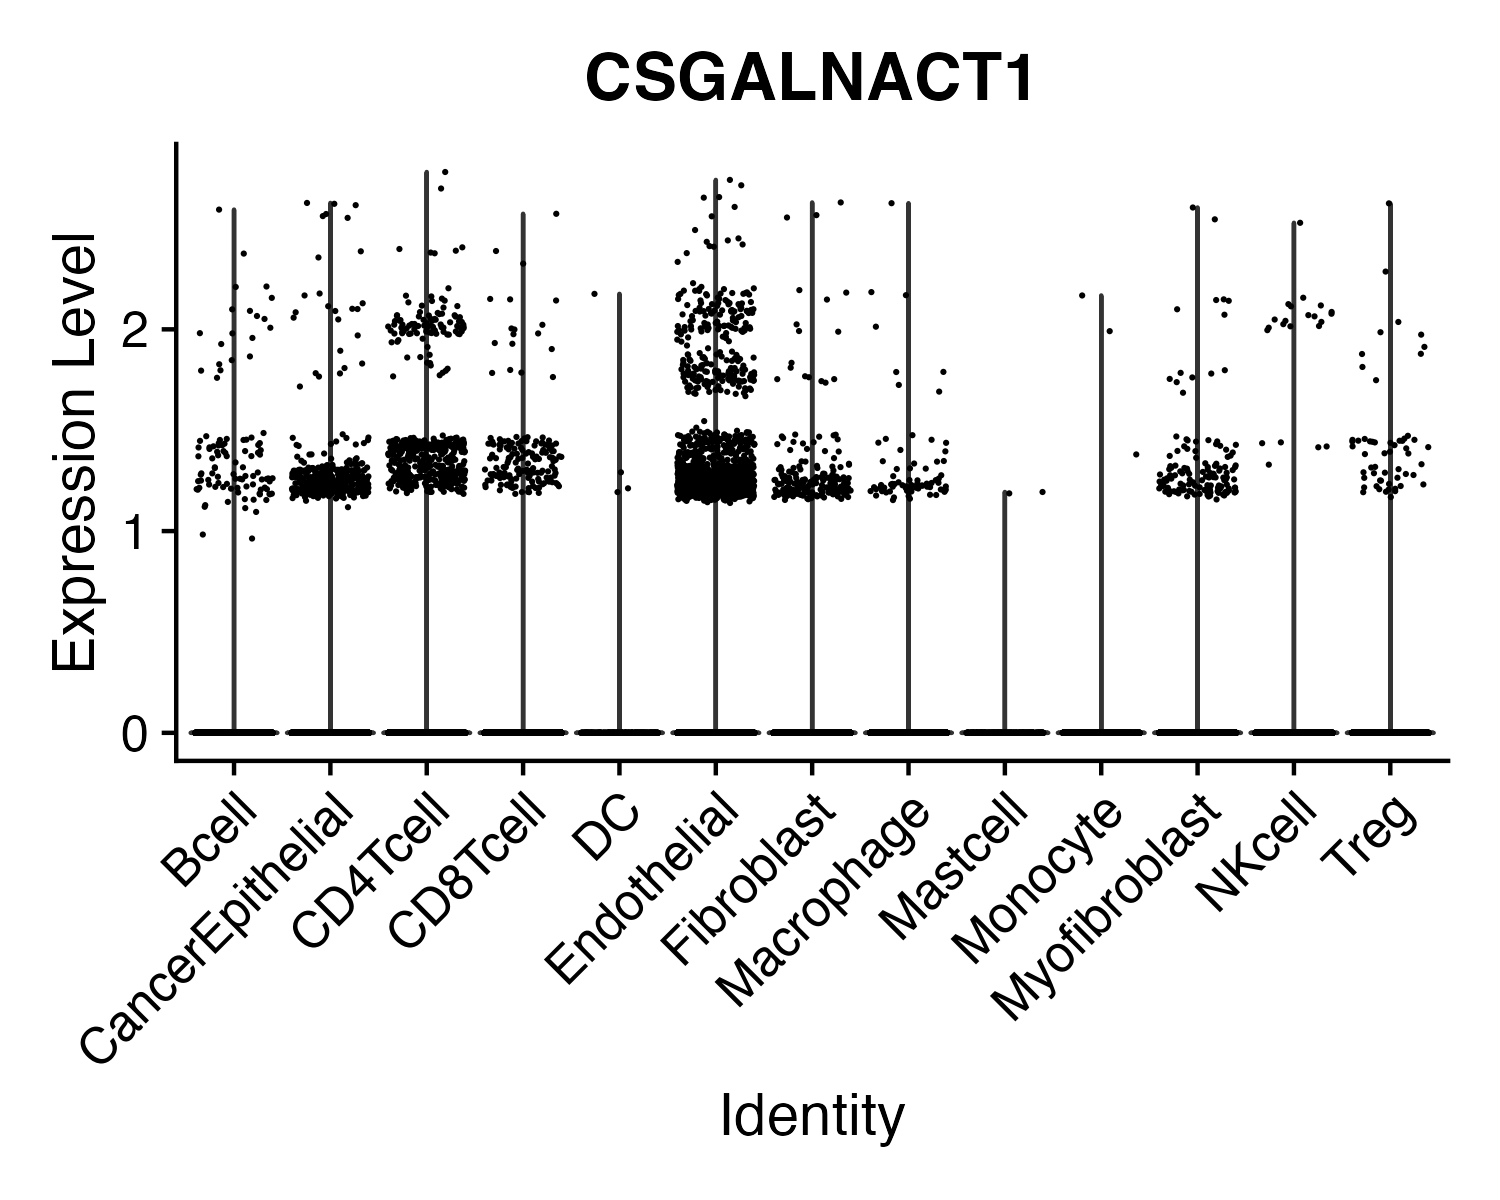 CSGALNACT1
Expression Level
2
1
0
Bcell
CancerEpithelial
CD4Tcell
CD8Tcell
DC
Endothelial
Fibroblast
Macrophage
Mastcell
Monocyte
Myofibroblast
NKcell
Treg
Identity